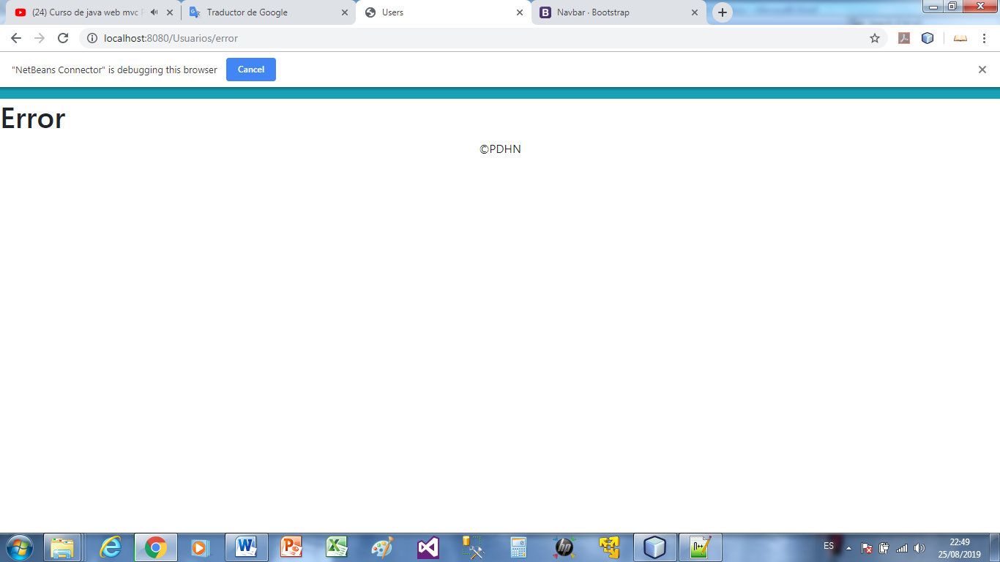 (24) Curso de java web mvc
Traductor de Google
Users
Navbar · Bootstrap
localhost:8080/Usuarios/error
"NetBeans Connector" is debugging this browser
Cancel
Error
©PDHN
ES
22:49
25/08/2019